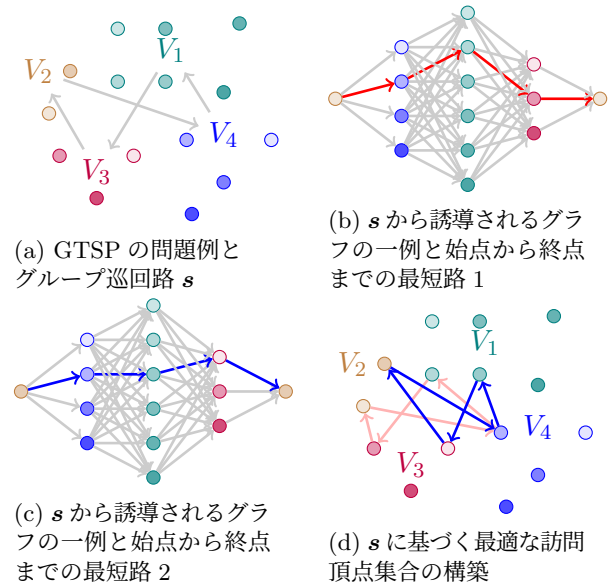 V₁
V₂
V₄
V₃
(a) GTSP の問題例と
グループ巡回路 s
(b) s から誘導されるグラ
フの一例と始点から終点
までの最短路 1
(c) s から誘導されるグラ
フの一例と始点から終点
までの最短路 2
V₁
V₂
V₄
V₃
(d) s に基づく最適な訪問
頂点集合の構築